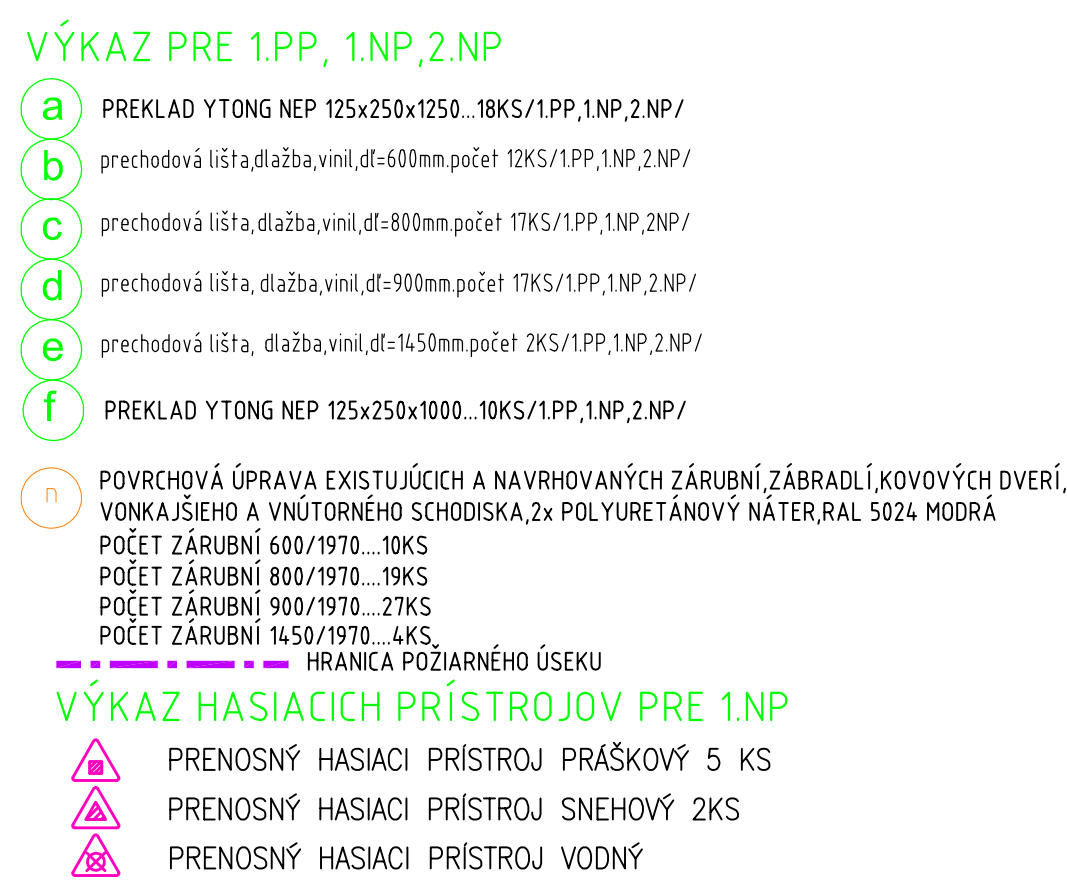 VÝKAZ PRE 1.PP, 1.NP,2.NP
a PREKLAD YTONG NEP 125x250x1250...18KS/1.PP,1.NP,2.NP/
b prechodová lišta,dlažba,vinil,dľ=600mm.počet 12KS/1.PP,1.NP,2.NP/
c prechodová lišta,dlažba,vinil,dľ=800mm.počet 17KS/1.PP,1.NP,2NP/
d prechodová lišta, dlažba,vinil,dľ=900mm.počet 17KS/1.PP,1.NP,2.NP/
e prechodová lišta, dlažba,vinil,dľ=1450mm.počet 2KS/1.PP,1.NP,2.NP/
f PREKLAD YTONG NEP 125x250x1000...10KS/1.PP,1.NP,2.NP/
n POVRCHOVÁ ÚPRAVA EXISTUJÚCICH A NAVRHOVANÝCH ZÁRUBNÍ,ZÁBRADLÍ,KOVOVÝCH DVERÍ,
VONKAJŠIEHO A VNÚTORNÉHO SCHODISKA,2x POLYURETÁNOVÝ NÁTER,RAL 5024 MODRÁ
POČET ZÁRUBNÍ 600/1970....10KS
POČET ZÁRUBNÍ 800/1970....19KS
POČET ZÁRUBNÍ 900/1970....27KS
POČET ZÁRUBNÍ 1450/1970....4KS
HRANICA POŽIARNÉHO ÚSEKU
VÝKAZ HASIACICH PRÍSTROJOV PRE 1.NP
PRENOSNÝ HASIACI PRÍSTROJ PRÁŠKOVÝ 5 KS
PRENOSNÝ HASIACI PRÍSTROJ SNEHOVÝ 2KS
PRENOSNÝ HASIACI PRÍSTROJ VODNÝ